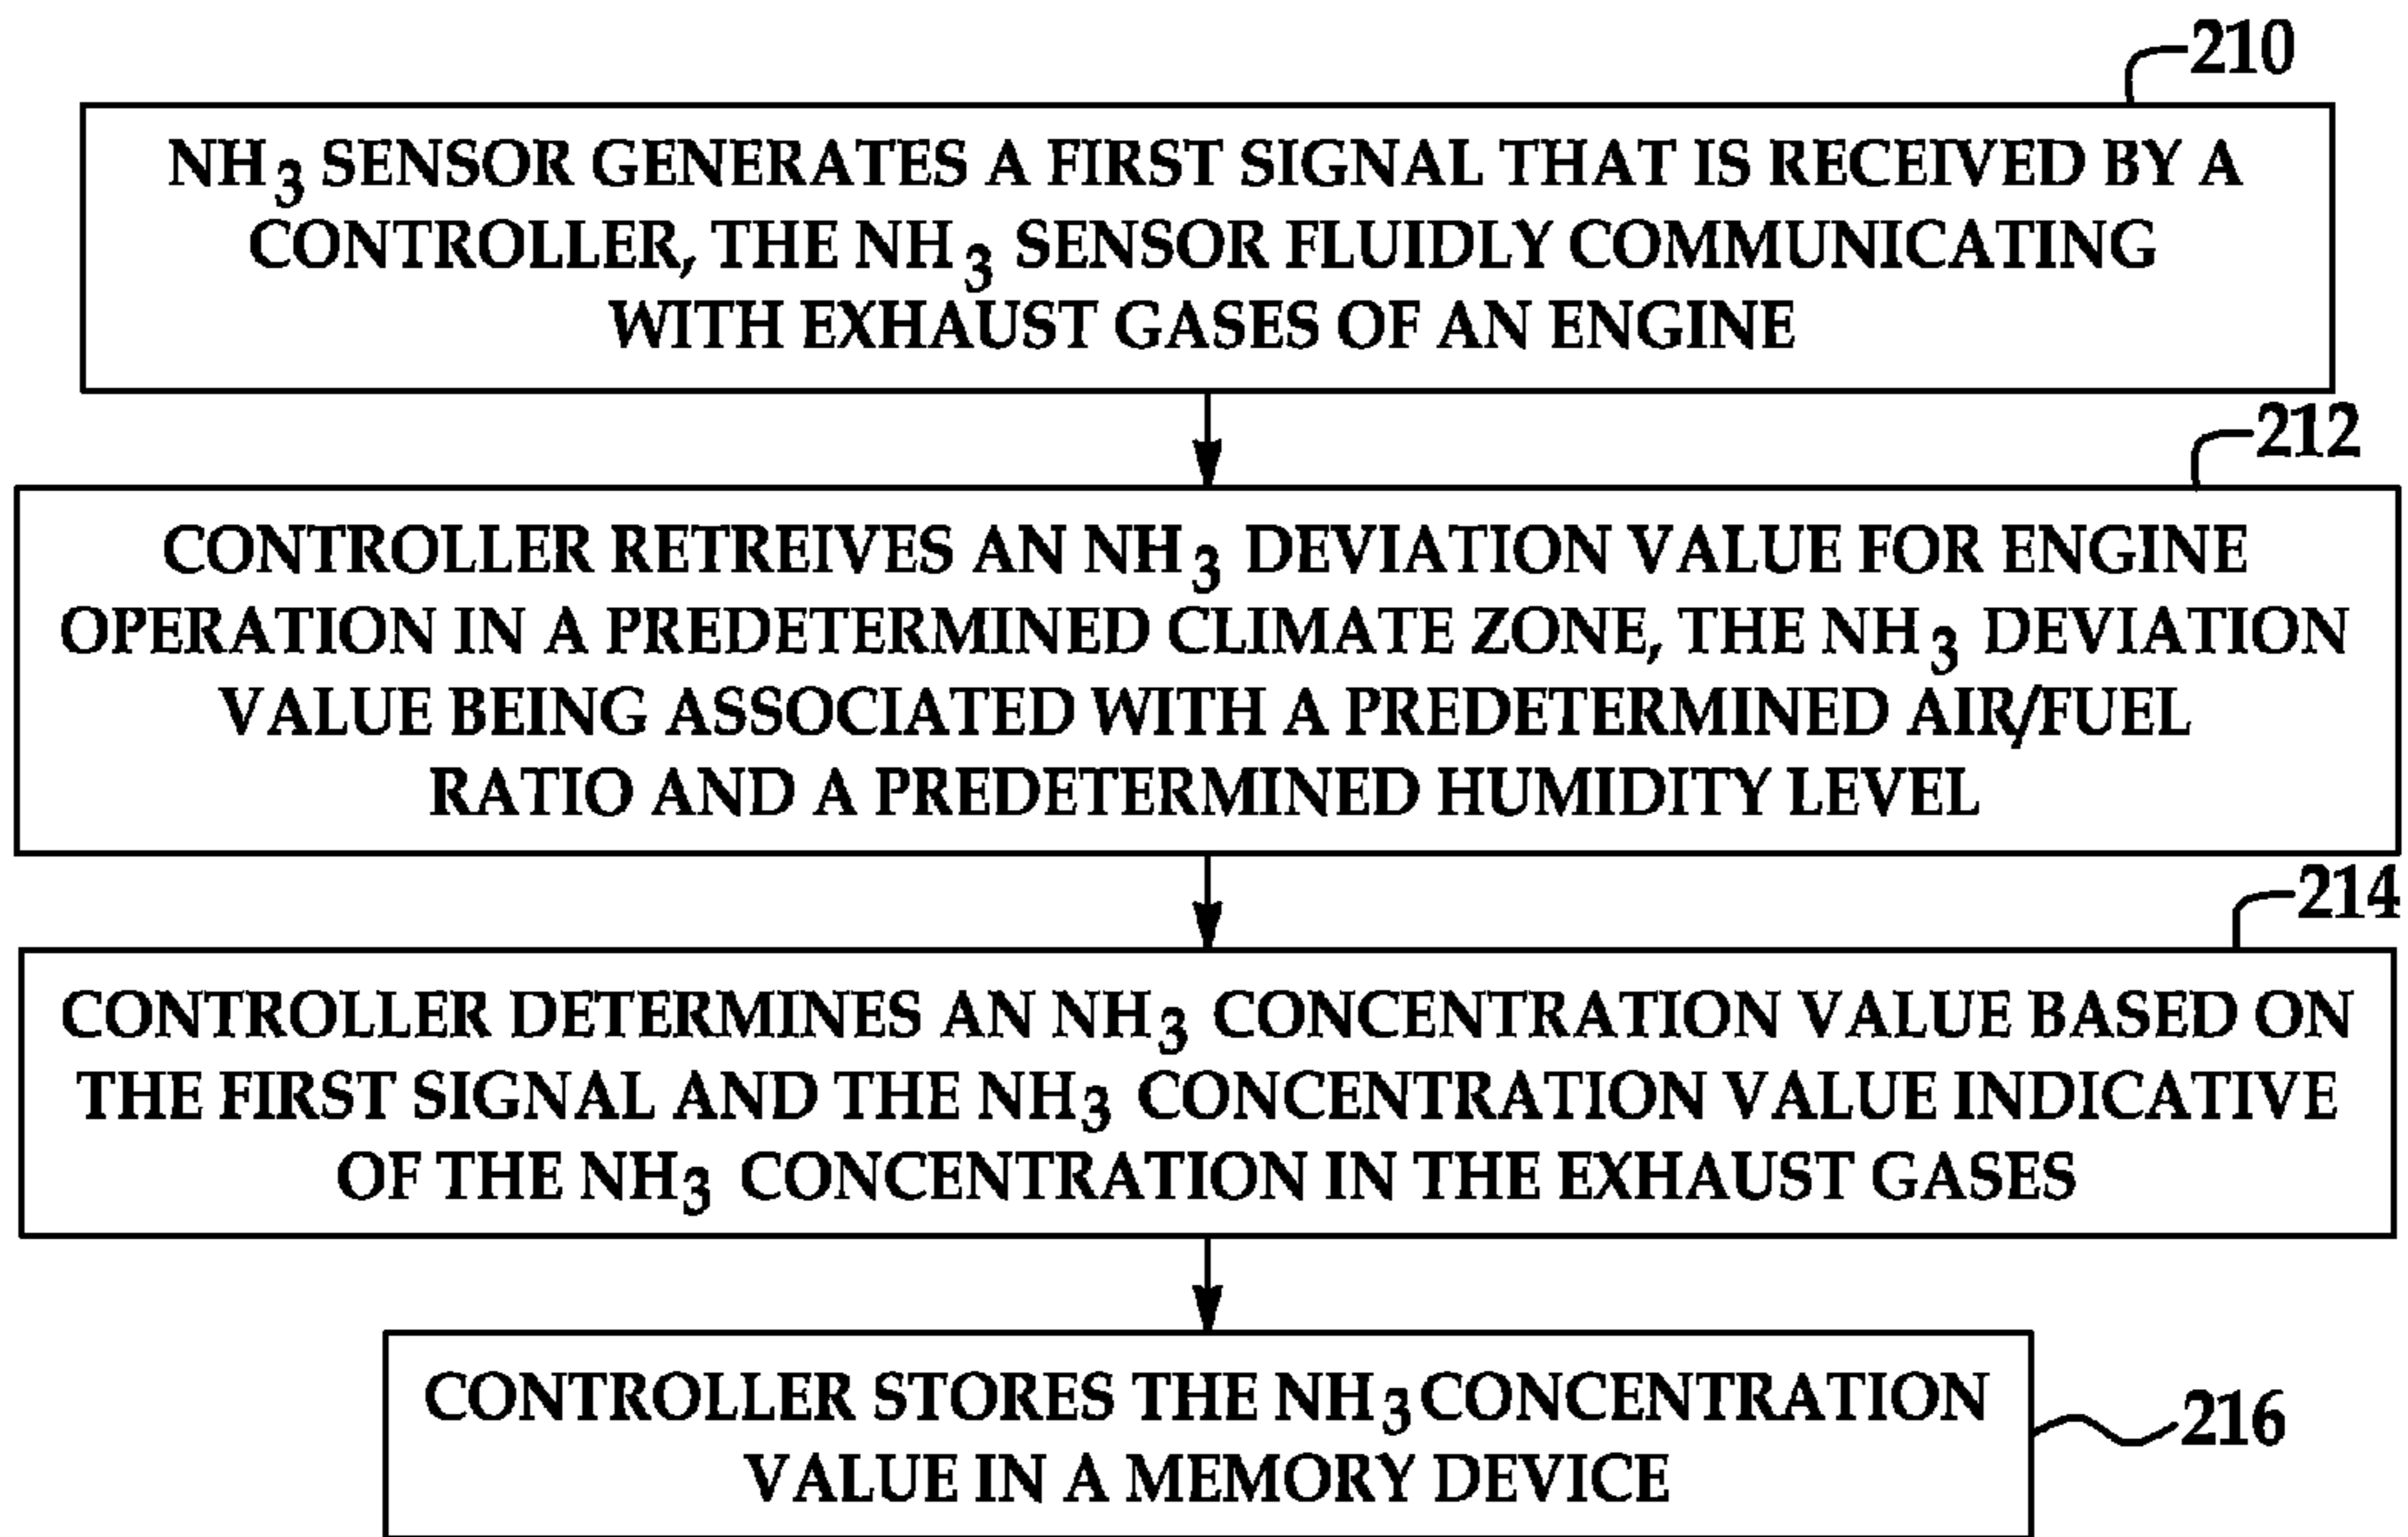 210
NH3 SENSOR GENERATES A FIRST SIGNAL THAT IS RECEIVED BY A
CONTROLLER, THE NH3 SENSOR FLUIDLY COMMUNICATING
WITH EXHAUST GASES OF AN ENGINE
212
CONTROLLER RETREIVES AN NH3 DEVIATION VALUE FOR ENGINE
OPERATION IN A PREDETERMINED CLIMATE ZONE, THE NH3 DEVIATION
VALUE BEING ASSOCIATED WITH A PREDETERMINED AIR/FUEL
RATIO AND A PREDETERMINED HUMIDITY LEVEL
214
CONTROLLER DETERMINES AN NH3 CONCENTRATION VALUE BASED ON
THE FIRST SIGNAL AND THE NH3 CONCENTRATION VALUE INDICATIVE
OF THE NH3 CONCENTRATION IN THE EXHAUST GASES
CONTROLLER STORES THE NH3 CONCENTRATION
VALUE IN A MEMORY DEVICE
216